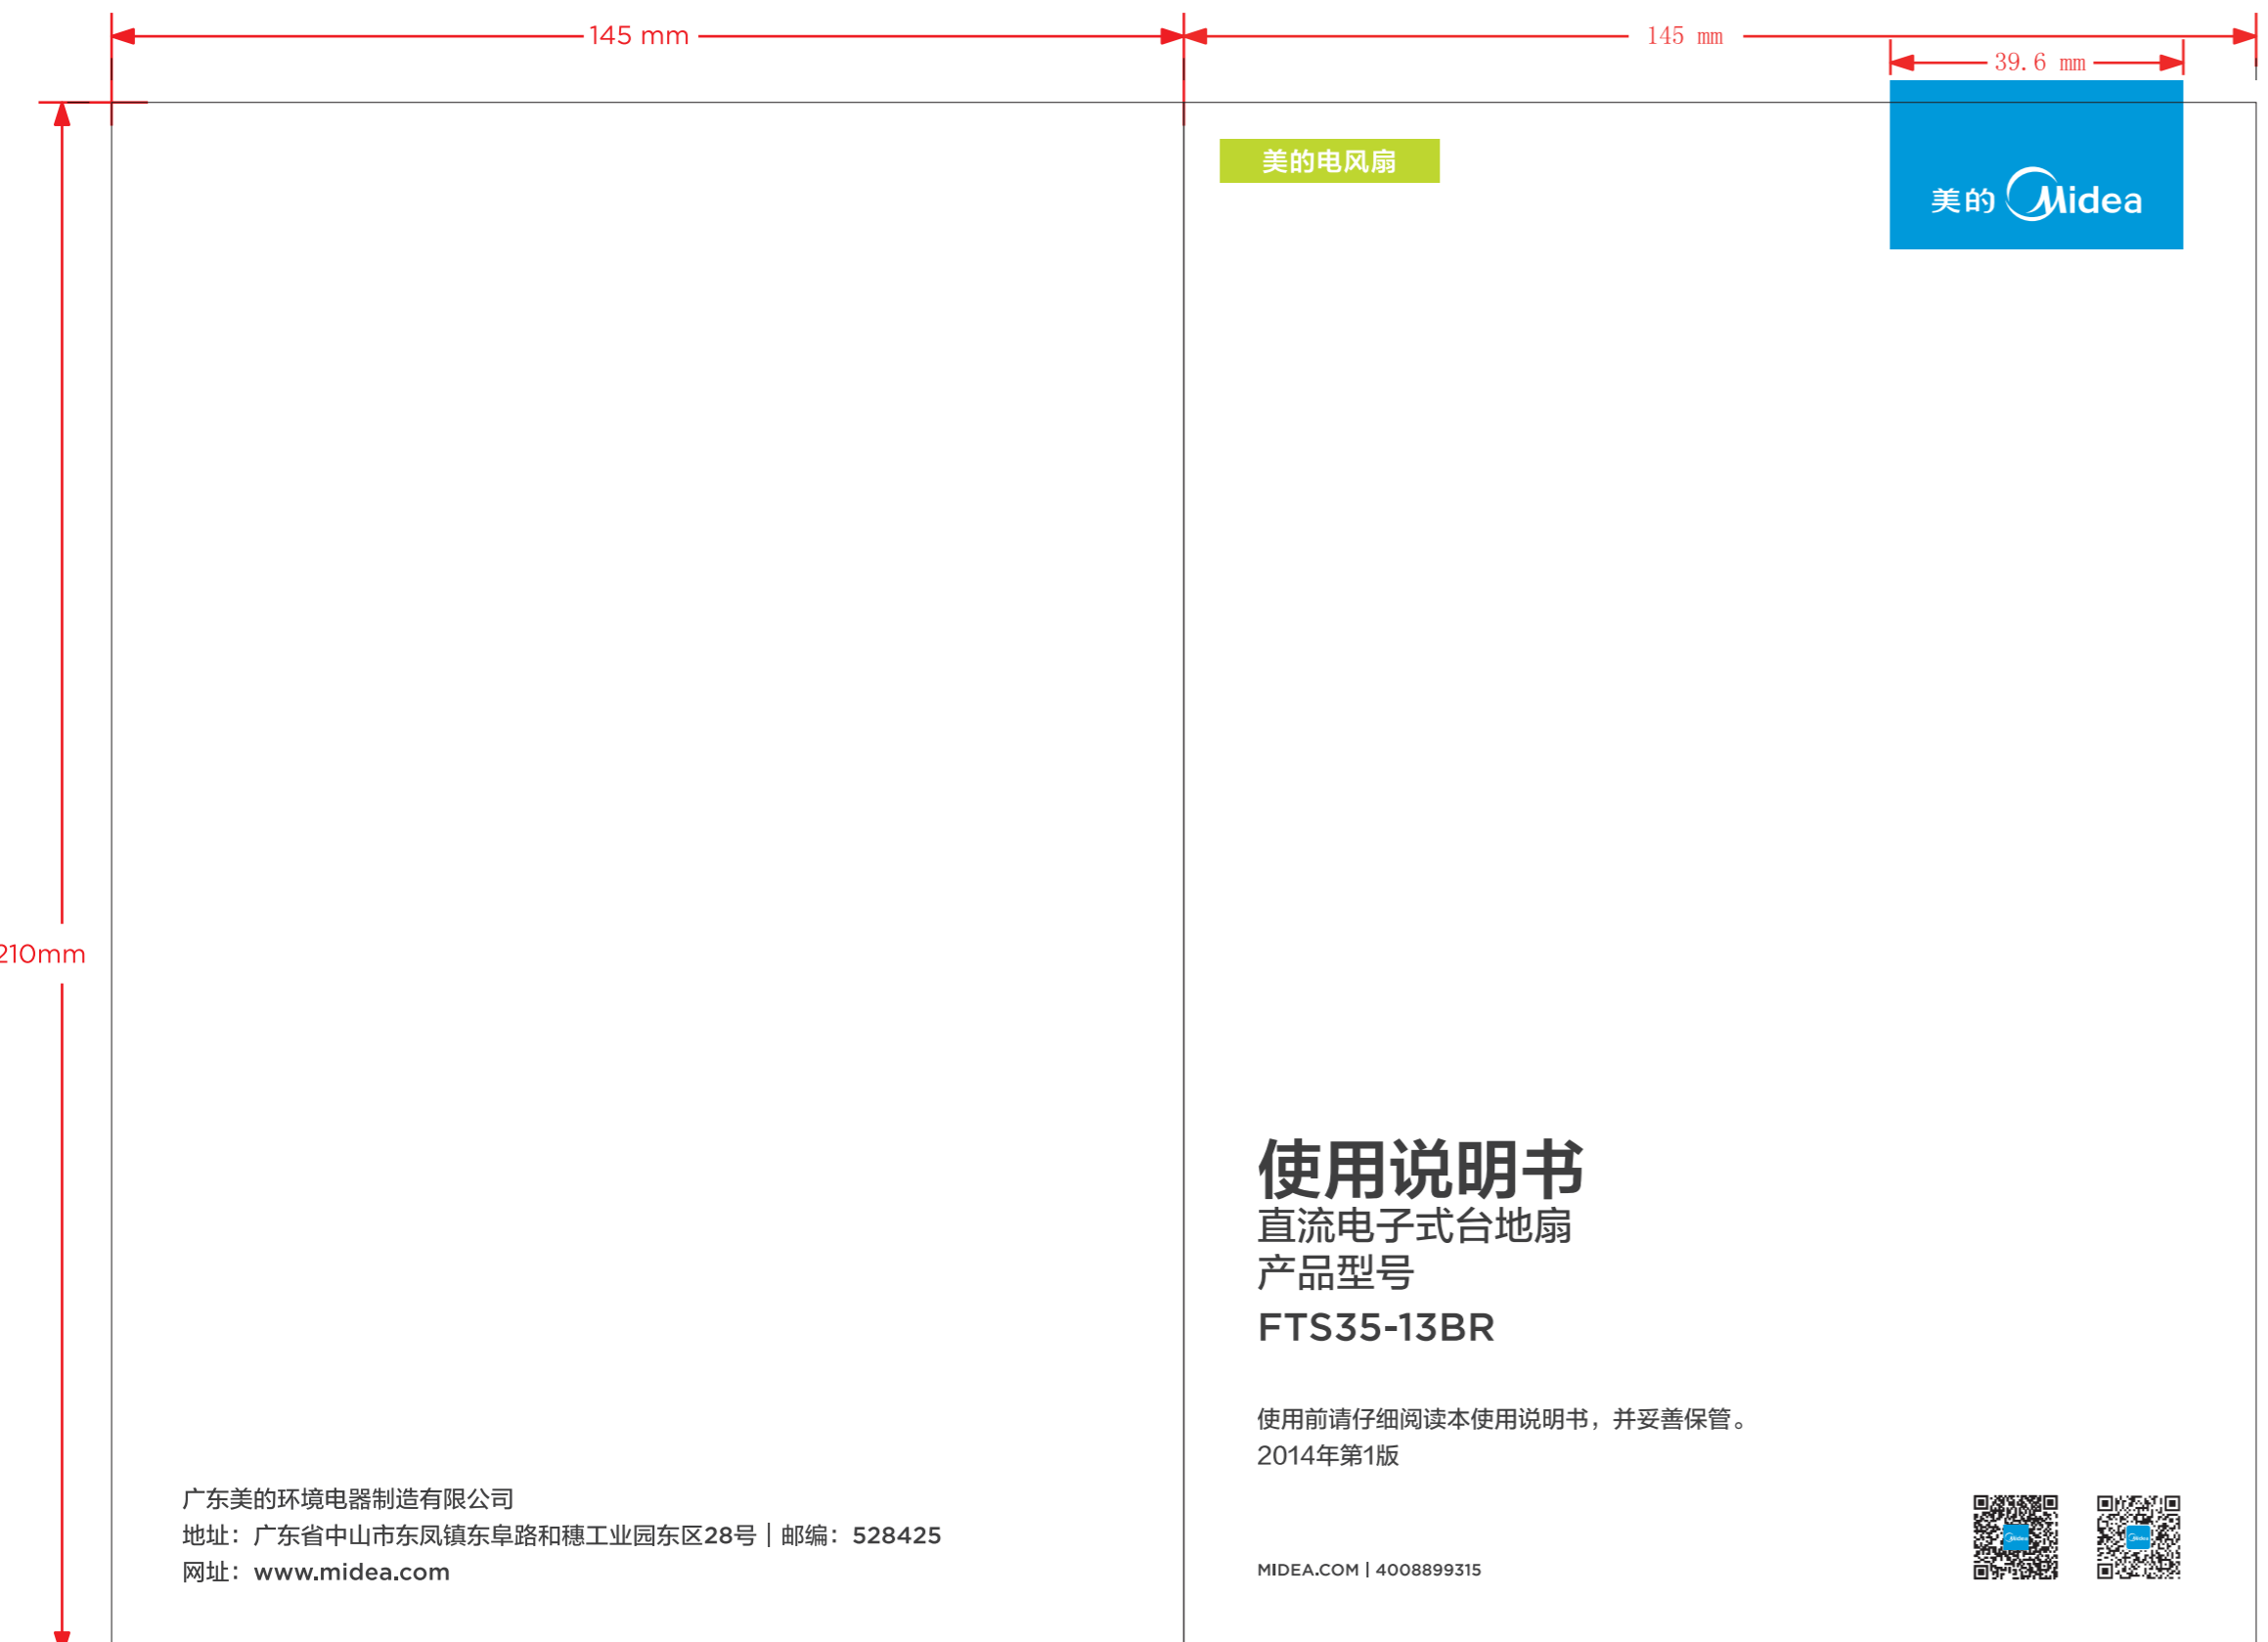 145 mm
145 mm
39.6 mm
美的电风扇
美的 Midea
210mm
使用说明书
直流电子式台地扇
产品型号
FTS35-13BR
使用前请仔细阅读本使用说明书，并妥善保管。
2014年第1版
MIDEA.COM | 4008899315
广东美的环境电器制造有限公司
地址：广东省中山市东凤镇东阜路和穗工业园东区28号 | 邮编：528425
网址：www.midea.com